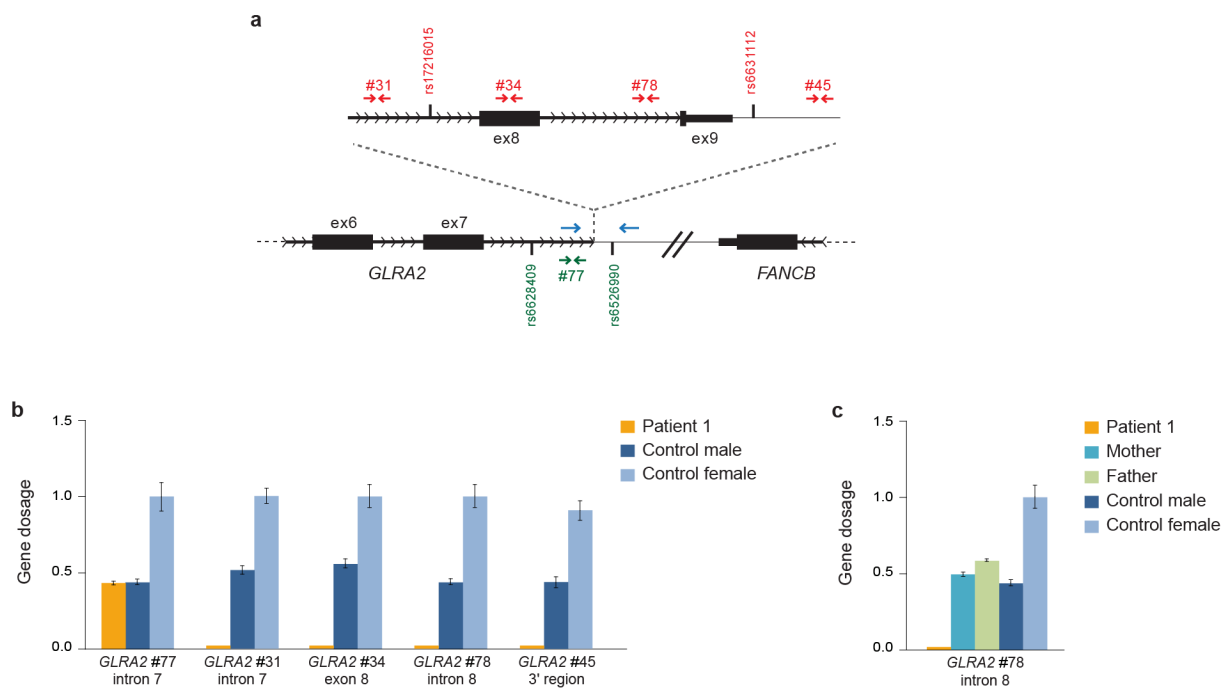 a
rs17216015
rs6631112
#31
#34
#78
#45
ex8
ex9
ex6
ex7
GLRA2
#77
FANCB
rs6628409
rs6526990
b
1.5
1.0
0.5
0.0
Gene dosage
Patient 1
Control male
Control female
GLRA2 #77
intron 7
GLRA2 #31
intron 7
GLRA2 #34
exon 8
GLRA2 #78
intron 8
GLRA2 #45
3' region
c
1.5
1.0
0.5
0.0
Gene dosage
Patient 1
Mother
Father
Control male
Control female
GLRA2 #78
intron 8